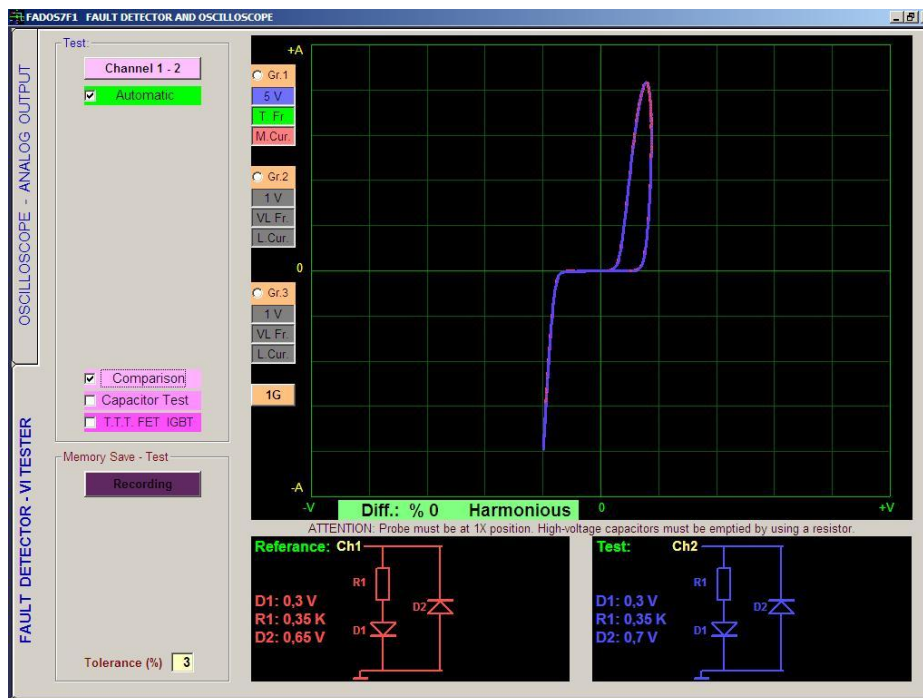 FADOS7F1 FAULT DETECTOR AND OSCILLOSCOPE
OSCILLOSCOPE - ANALOG OUTPUT
FAULT DETECTOR - VI TESTER
Test:
Channel 1 - 2
Automatic
Comparison
Capacitor Test
T.T.T. FET IGBT
Memory Save - Test
Recording
Tolerance (%) 3
+A
Gr.1
5 V
T. Fr
M.Cur.
Gr.2
1 V
VL Fr.
L.Cur.
0
Gr.3
1 V
VL Fr.
L.Cur.
1G
-A
-V
Diff.: % 0 Harmonious
0
+V
ATTENTION: Probe must be at 1X position. High-voltage capacitors must be emptied by using a resistor.
Referance: Ch1
R1
D1: 0,3 V
R1: 0,35 K
D2: 0,65 V
D2
D1
Test: Ch2
R1
D1: 0,3 V
R1: 0,35 K
D2: 0,7 V
D2
D1